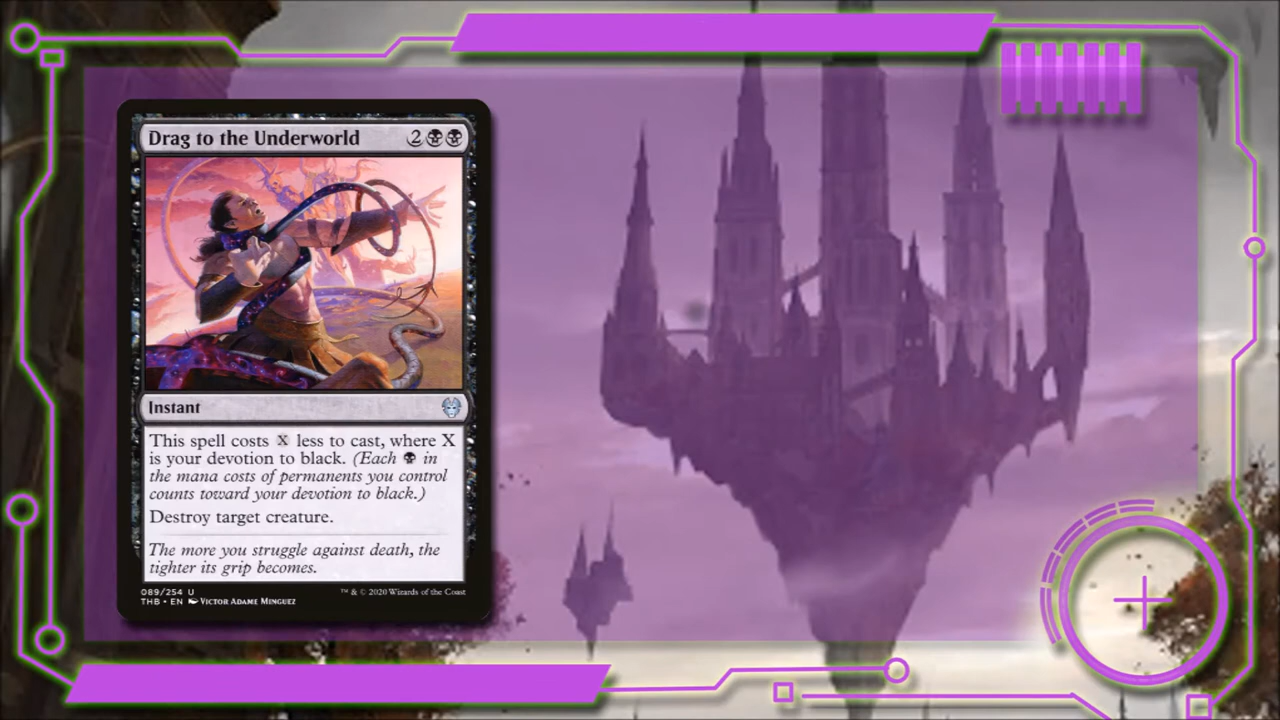 Drag to the Underworld 2
Instant
This spell costs X less to cast, where X
is your devotion to black. (Each in
the mana costs of permanents you control
counts toward your devotion to black.)
Destroy target creature.
The more you struggle against death, the
tighter its grip becomes.
089/254 U
™ & © 2020 Wizards of the Coast
THB • EN Victor Adame Minguez